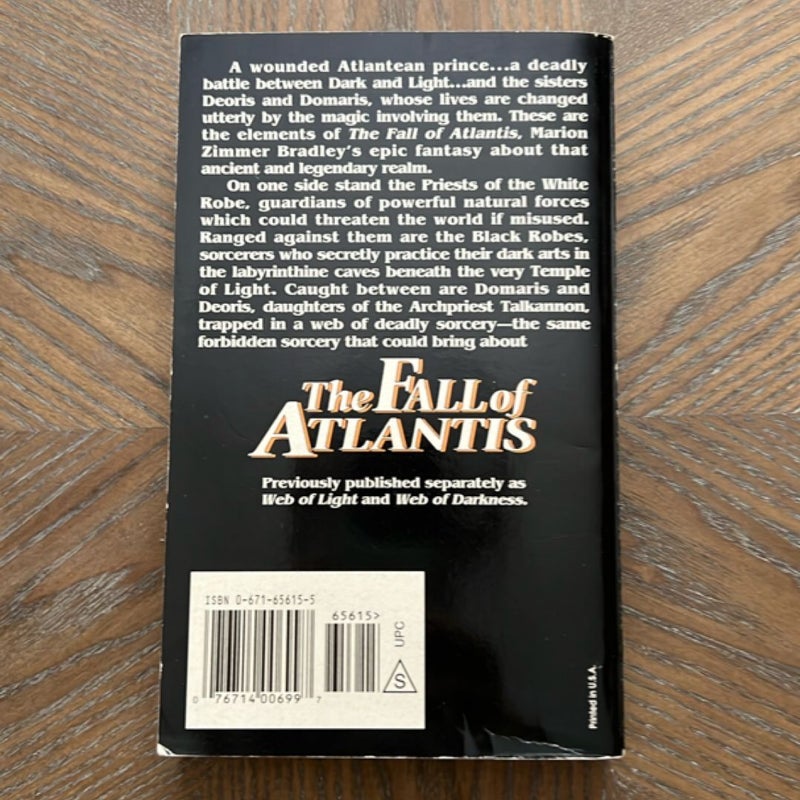 A wounded Atlantean prince...a deadly
battle between Dark and Light...and the sisters
Deoris and Domaris, whose lives are changed
utterly by the magic involving them. These are
the elements of The Fall of Atlantis, Marion
Zimmer Bradley's epic fantasy about that
ancient and legendary realm.
On one side stand the Priests of the White
Robe, guardians of powerful natural forces
which could threaten the world if misused.
Ranged against them are the Black Robes,
sorcerers who secretly practice their dark arts in
the labyrinthine caves beneath the very Temple
of Light. Caught between are Domaris and
Deoris, daughters of the Archpriest Talkannon,
trapped in a web of deadly sorcery—the same
forbidden sorcery that could bring about
The FALL of
ATLANTIS
Previously published separately as
Web of Light and Web of Darkness.
ISBN 0-671-65615-5
65615>
UPC
S
0 76714 00699 7
Printed in U.S.A.